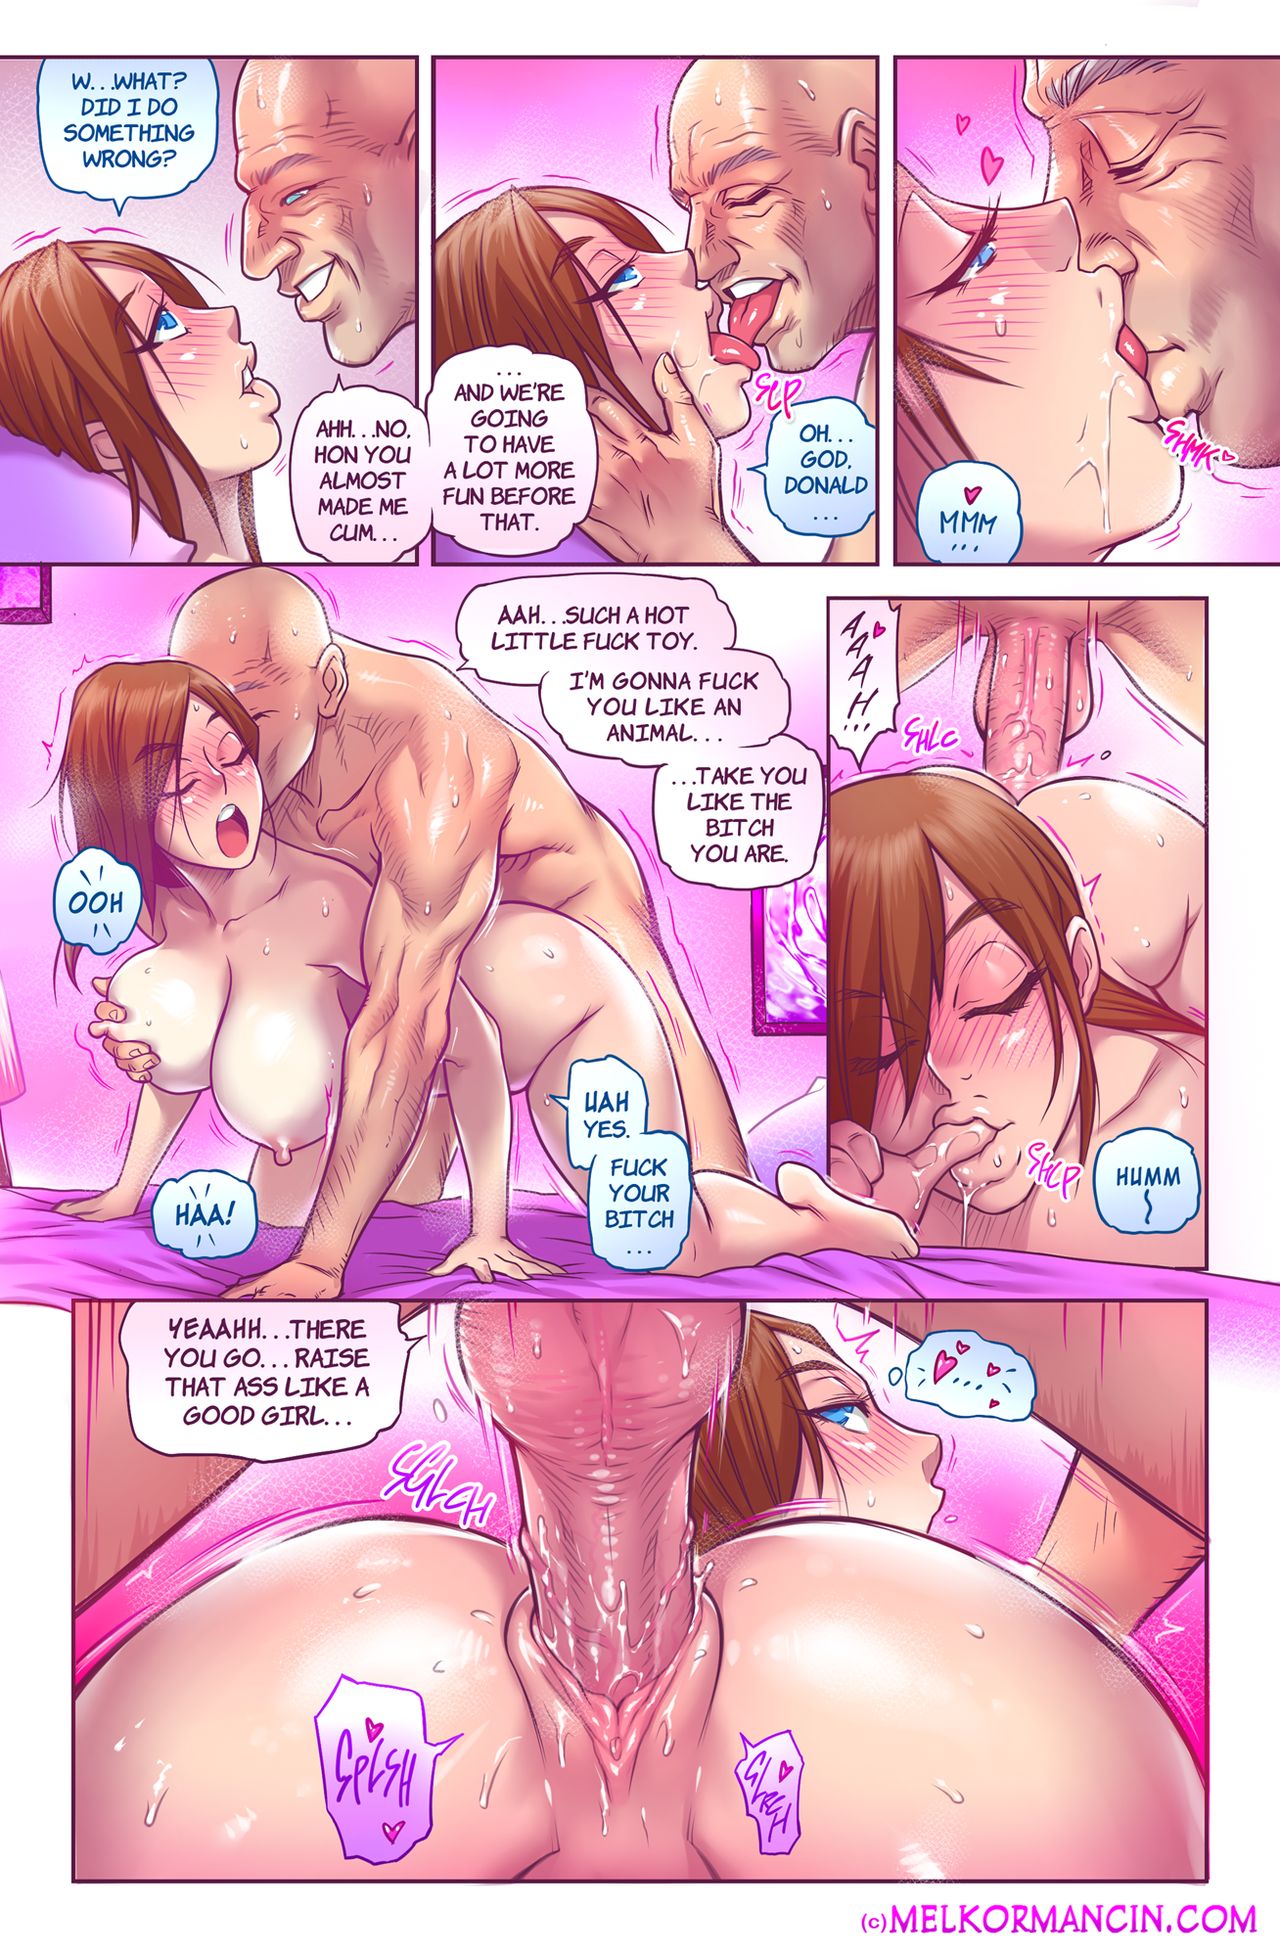 W...WHAT?
DID I DO
SOMETHING
WRONG?
AHH...NO,
HON YOU
ALMOST
MADE ME
CUM...
...
AND WE'RE
GOING
TO HAVE
A LOT MORE
FUN BEFORE
THAT.
SLP
OH...
GOD,
DONALD
...
SHMK
MMM
...
AAH...SUCH A HOT
LITTLE FUCK TOY.
I'M GONNA FUCK
YOU LIKE AN
ANIMAL...
...TAKE YOU
LIKE THE
BITCH
YOU ARE.
OOH
HAA!
UAH
YES.
FUCK
YOUR
BITCH
...
AAAH...
SHLC
SHLP
HUMM
YEAAHH...THERE
YOU GO...RAISE
THAT ASS LIKE A
GOOD GIRL...
....
SGLCH
SPLSH
(c)MELKORMANCIN.COM